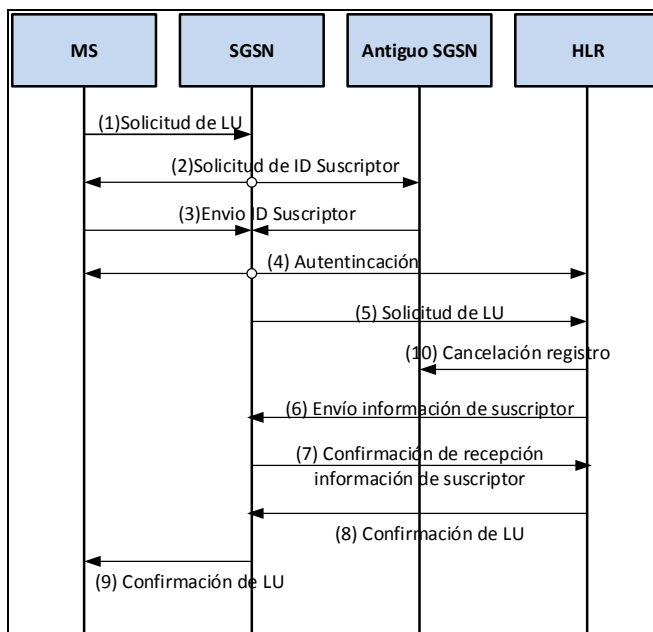 MS
SGSN
Antiguo SGSN
HLR
(1)Solicitud de LU
(2)Solicitud de ID Suscriptor
(3)Envio ID Suscriptor
(4) Autentincación
(5) Solicitud de LU
(10) Cancelación registro
(6) Envío información de suscriptor
(7) Confirmación de recepción
información de suscriptor
(8) Confirmación de LU
(9) Confirmación de LU